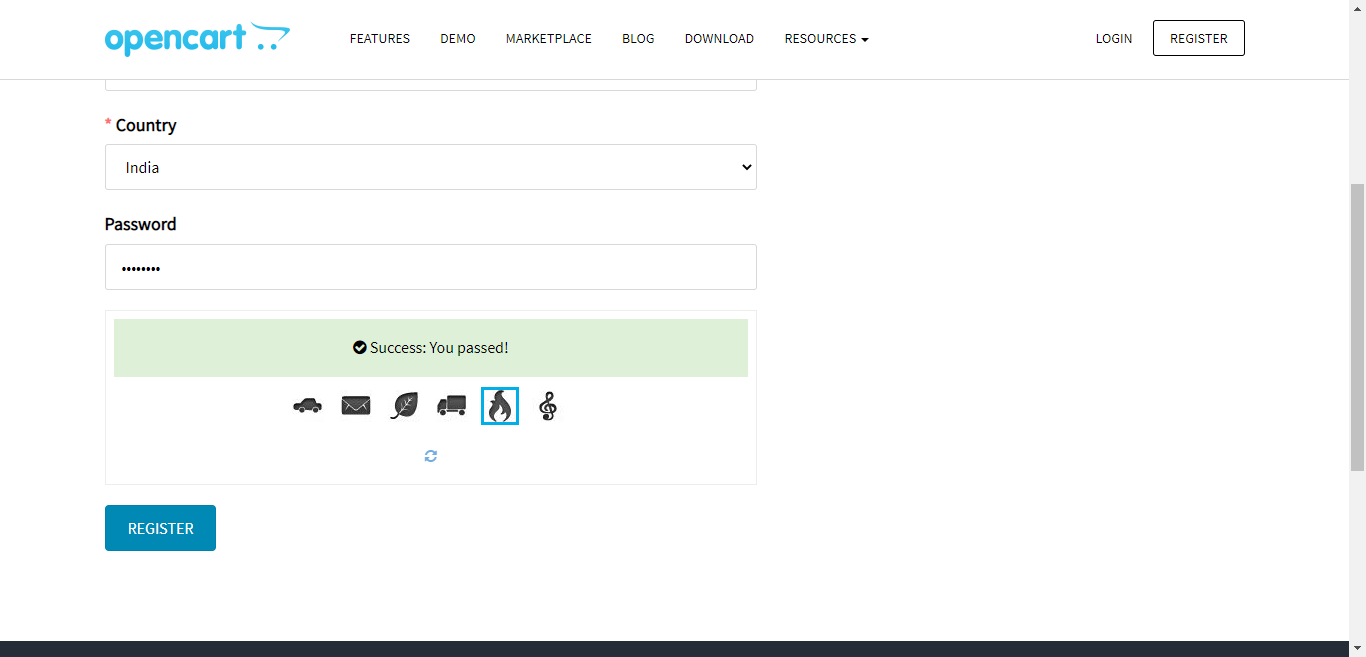 opencart
FEATURES DEMO MARKETPLACE BLOG DOWNLOAD RESOURCES LOGIN REGISTER
* Country
India
Password
••••••••
Success: You passed!
REGISTER